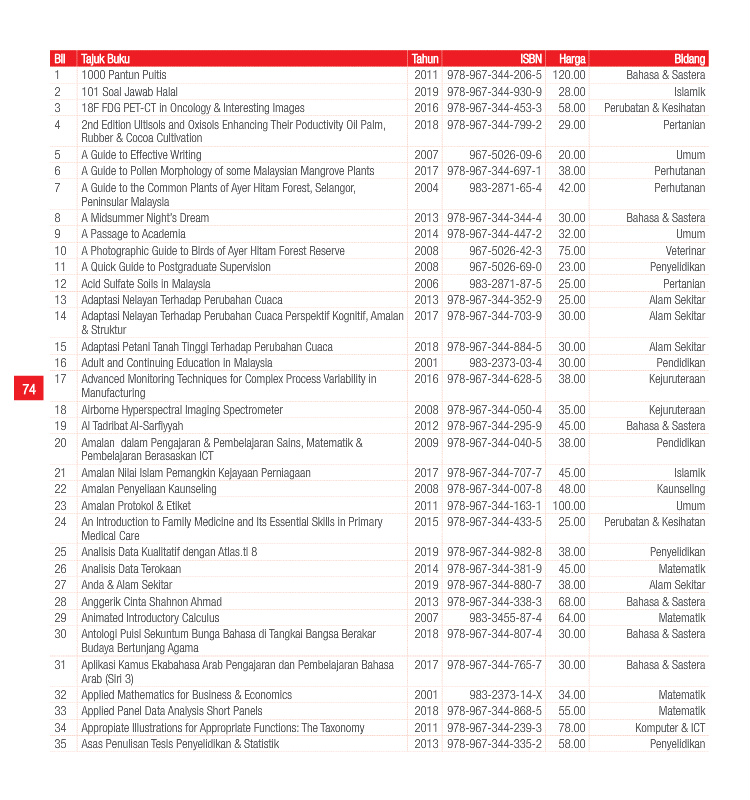 Bil Tajuk Buku Tahun ISBN Harga Bidang
1 1000 Pantun Puitis 2011 978-967-344-206-5 120.00 Bahasa & Sastera
2 101 Soal Jawab Halal 2019 978-967-344-930-9 28.00 Islamik
3 18F FDG PET-CT in Oncology & Interesting Images 2016 978-967-344-453-3 58.00 Perubatan & Kesihatan
4 2nd Edition Ultisols and Oxisols Enhancing Their Poductivity Oil Palm, 2018 978-967-344-799-2 29.00 Pertanian
Rubber & Cocoa Cultivation
5 A Guide to Effective Writing 2007 967-5026-09-6 20.00 Umum
6 A Guide to Pollen Morphology of some Malaysian Mangrove Plants 2017 978-967-344-697-1 38.00 Perhutanan
7 A Guide to the Common Plants of Ayer Hitam Forest, Selangor, 2004 983-2871-65-4 42.00 Perhutanan
Peninsular Malaysia
8 A Midsummer Night's Dream 2013 978-967-344-344-4 30.00 Bahasa & Sastera
9 A Passage to Academia 2014 978-967-344-447-2 32.00 Umum
10 A Photographic Guide to Birds of Ayer Hitam Forest Reserve 2008 967-5026-42-3 75.00 Veterinar
11 A Quick Guide to Postgraduate Supervision 2008 967-5026-69-0 23.00 Penyelidikan
12 Acid Sulfate Soils in Malaysia 2006 983-2871-87-5 25.00 Pertanian
13 Adaptasi Nelayan Terhadap Perubahan Cuaca 2013 978-967-344-352-9 25.00 Alam Sekitar
14 Adaptasi Nelayan Terhadap Perubahan Cuaca Perspektif Kognitif, Amalan 2017 978-967-344-703-9 30.00 Alam Sekitar
& Struktur
15 Adaptasi Petani Tanah Tinggi Terhadap Perubahan Cuaca 2018 978-967-344-884-5 30.00 Alam Sekitar
16 Adult and Continuing Education in Malaysia 2001 983-2373-03-4 30.00 Pendidikan
17 Advanced Monitoring Techniques for Complex Process Variability in 2016 978-967-344-628-5 38.00 Kejuruteraan
Manufacturing
74
18 Airborne Hyperspectral Imaging Spectrometer 2008 978-967-344-050-4 35.00 Kejuruteraan
19 Al Tadribat Al-Sarfiyyah 2012 978-967-344-295-9 45.00 Bahasa & Sastera
20 Amalan dalam Pengajaran & Pembelajaran Sains, Matematik & 2009 978-967-344-040-5 38.00 Pendidikan
Pembelajaran Berasaskan ICT
21 Amalan Nilai Islam Pemangkin Kejayaan Perniagaan 2017 978-967-344-707-7 45.00 Islamik
22 Amalan Penyeliaan Kaunseling 2008 978-967-344-007-8 48.00 Kaunseling
23 Amalan Protokol & Etiket 2011 978-967-344-163-1 100.00 Umum
24 An Introduction to Family Medicine and Its Essential Skills in Primary 2015 978-967-344-433-5 25.00 Perubatan & Kesihatan
Medical Care
25 Analisis Data Kualitatif dengan Atlas.ti 8 2019 978-967-344-982-8 38.00 Penyelidikan
26 Analisis Data Terokaan 2014 978-967-344-381-9 45.00 Matematik
27 Anda & Alam Sekitar 2019 978-967-344-880-7 38.00 Alam Sekitar
28 Anggerik Cinta Shahnon Ahmad 2013 978-967-344-338-3 68.00 Bahasa & Sastera
29 Animated Introductory Calculus 2007 983-3455-87-4 64.00 Matematik
30 Antologi Puisi Sekuntum Bunga Bahasa di Tangkai Bangsa Berakar 2018 978-967-344-807-4 30.00 Bahasa & Sastera
Budaya Bertunjang Agama
31 Aplikasi Kamus Ekabahasa Arab Pengajaran dan Pembelajaran Bahasa 2017 978-967-344-765-7 30.00 Bahasa & Sastera
Arab (Siri 3)
32 Applied Mathematics for Business & Economics 2001 983-2373-14-X 34.00 Matematik
33 Applied Panel Data Analysis Short Panels 2018 978-967-344-868-5 55.00 Matematik
34 Appropiate Illustrations for Appropriate Functions: The Taxonomy 2011 978-967-344-239-3 78.00 Komputer & ICT
35 Asas Penulisan Tesis Penyelidikan & Statistik 2013 978-967-344-335-2 58.00 Penyelidikan